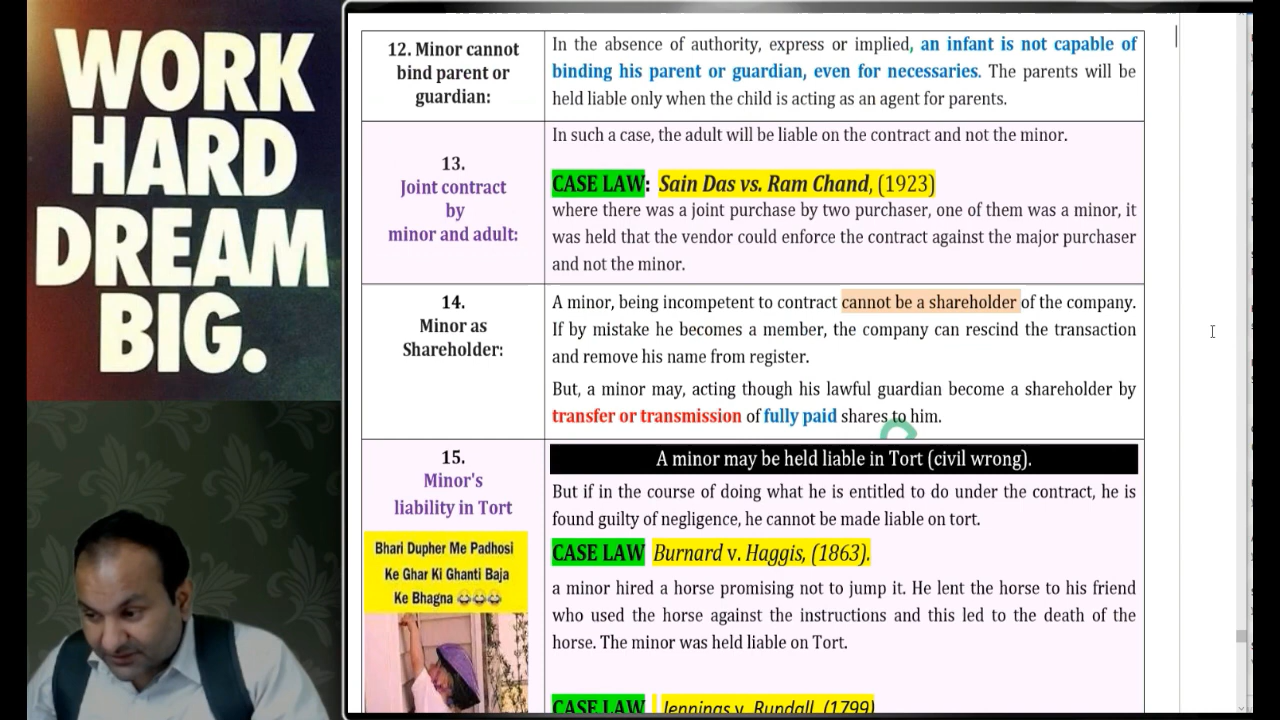 WORK
HARD
DREAM
BIG.
12. Minor cannot
bind parent or
guardian:
In the absence of authority, express or implied, an infant is not capable of
binding his parent or guardian, even for necessaries. The parents will be
held liable only when the child is acting as an agent for parents.
13.
Joint contract
by
minor and adult:
In such a case, the adult will be liable on the contract and not the minor.
CASE LAW: Sain Das vs. Ram Chand, (1923)
where there was a joint purchase by two purchaser, one of them was a minor, it
was held that the vendor could enforce the contract against the major purchaser
and not the minor.
14.
Minor as
Shareholder:
A minor, being incompetent to contract cannot be a shareholder of the company.
If by mistake he becomes a member, the company can rescind the transaction
and remove his name from register.
But, a minor may, acting though his lawful guardian become a shareholder by
transfer or transmission of fully paid shares to him.
15.
Minor's
liability in Tort
Bhari Dupher Me Padhosi
Ke Ghar Ki Ghanti Baja
Ke Bhagna 😂😂😂
A minor may be held liable in Tort (civil wrong).
But if in the course of doing what he is entitled to do under the contract, he is
found guilty of negligence, he cannot be made liable on tort.
CASE LAW Burnard v. Haggis, (1863).
a minor hired a horse promising not to jump it. He lent the horse to his friend
who used the horse against the instructions and this led to the death of the
horse. The minor was held liable on Tort.
CASE LAW Jennings v. Rundall, (1799)